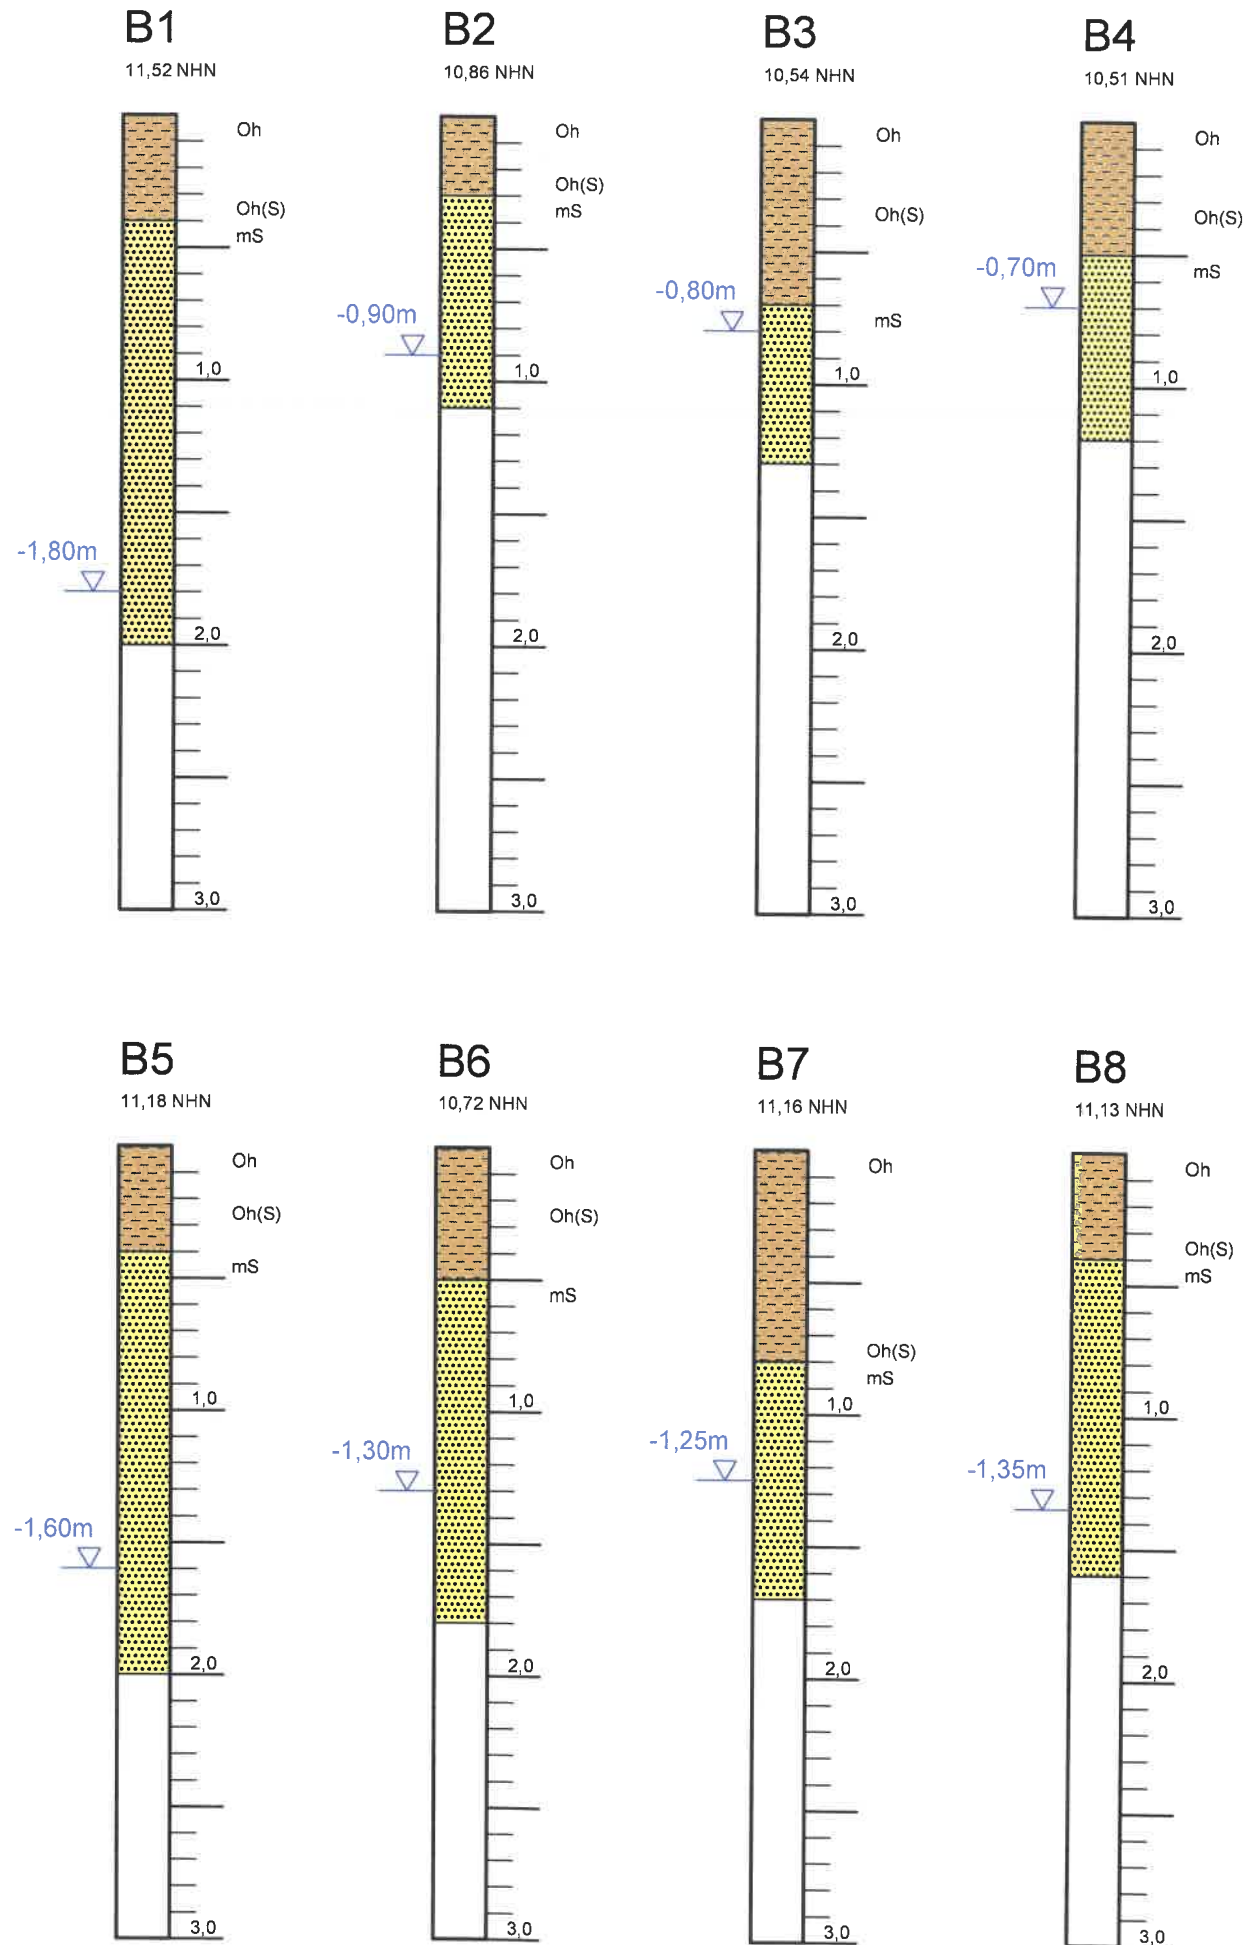 B1
11,52 NHN
Oh
Oh(S)
mS
1,0
-1,80m
2,0
3,0
B2
10,86 NHN
Oh
Oh(S)
mS
-0,90m
1,0
2,0
3,0
B3
10,54 NHN
Oh
Oh(S)
-0,80m
mS
1,0
2,0
3,0
B4
10,51 NHN
Oh
Oh(S)
-0,70m
mS
1,0
2,0
3,0
B5
11,18 NHN
Oh
Oh(S)
mS
1,0
-1,60m
2,0
3,0
B6
10,72 NHN
Oh
Oh(S)
mS
1,0
-1,30m
2,0
3,0
B7
11,16 NHN
Oh
Oh(S)
mS
1,0
-1,25m
2,0
3,0
B8
11,13 NHN
Oh
Oh(S)
mS
1,0
-1,35m
2,0
3,0